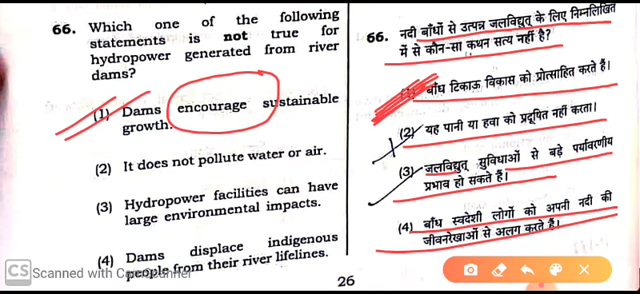 66. Which one of the following
statements is not true for
hydropower generated from river
dams?
(1) Dams encourage sustainable
growth.
(2) It does not pollute water or air.
(3) Hydropower facilities can have
large environmental impacts.
(4) Dams displace indigenous
people from their river lifelines.
66. नदी बाँधों से उत्पन्न जलविद्युत् के लिए निम्नलिखित
में से कौन-सा कथन सत्य नहीं है?
बाँध टिकाऊ विकास को प्रोत्साहित करते हैं।
(2) यह पानी या हवा को प्रदूषित नहीं करता।
(3) जलविद्युत् सुविधाओं से बड़े पर्यावरणीय
प्रभाव हो सकते हैं।
(4) बाँध स्वदेशी लोगों को अपनी नदी की
जीवनरेखाओं से अलग करते हैं।
CS Scanned with CamScanner
26